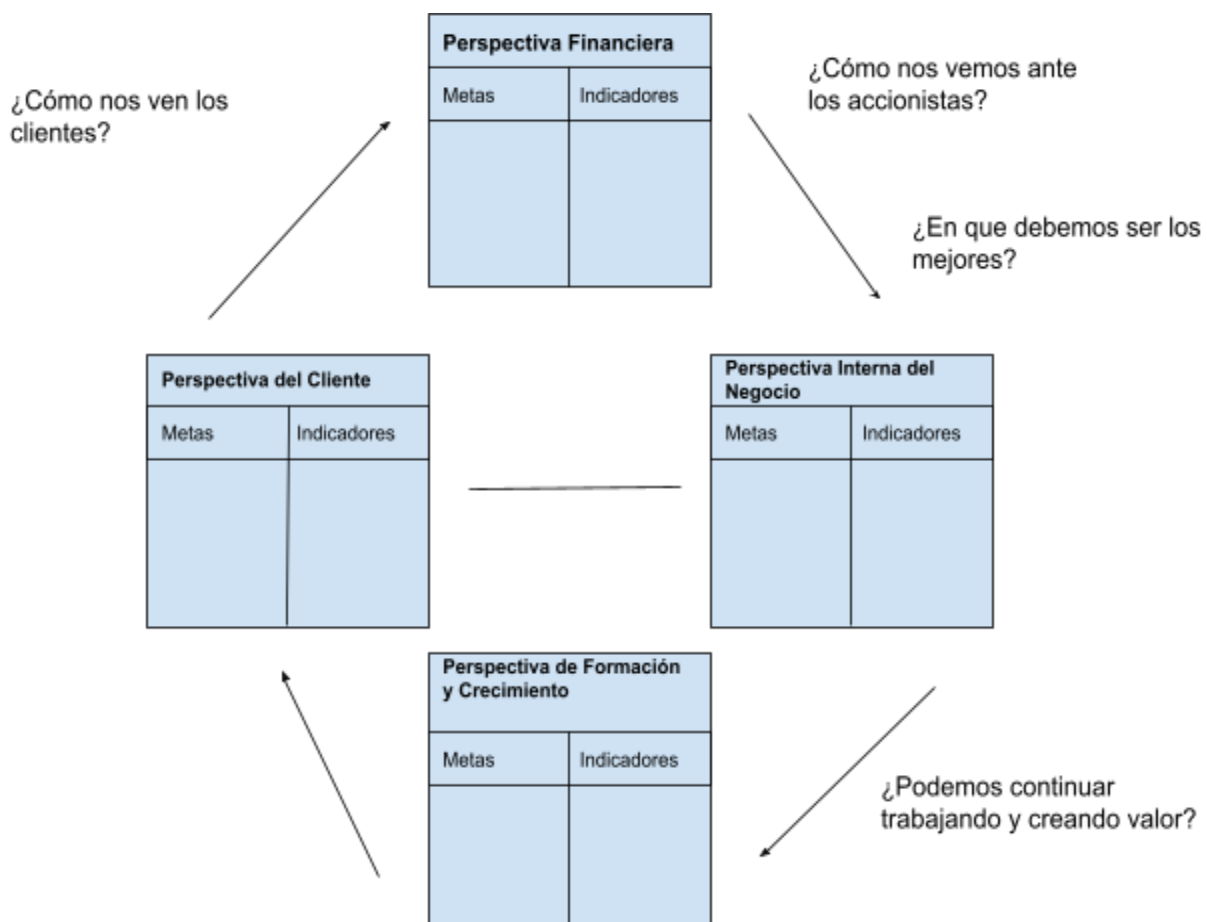 Perspectiva Financiera
Metas
Indicadores
¿Cómo nos ven los
clientes?
¿Cómo nos vemos ante
los accionistas?
¿En que debemos ser los
mejores?
Perspectiva del Cliente
Metas
Indicadores
Perspectiva Interna del
Negocio
Metas
Indicadores
Perspectiva de Formación
y Crecimiento
Metas
Indicadores
¿Podemos continuar
trabajando y creando valor?